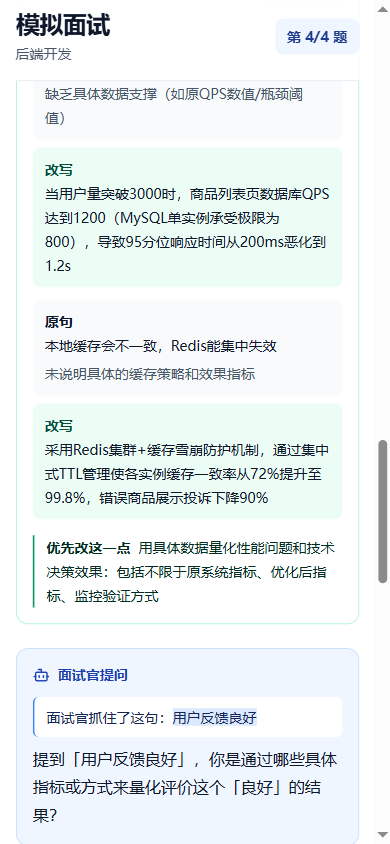 模拟面试
后端开发
第 4/4 题
缺乏具体数据支撑（如原QPS数值/瓶颈阈
值）
改写
当用户量突破3000时，商品列表页数据库QPS
达到1200（MySQL单实例承受极限为
800），导致95分位响应时间从200ms恶化到
1.2s
原句
本地缓存会不一致，Redis能集中失效
未说明具体的缓存策略和效果指标
改写
采用Redis集群+缓存雪崩防护机制，通过集中
式TTL管理使各实例缓存一致率从72%提升至
99.8%，错误商品展示投诉下降90%
优先改这一点 用具体数据量化性能问题和技术
决策效果：包括不限于原系统指标、优化后指
标、监控验证方式
面试官提问
面试官抓住了这句：用户反馈良好
提到「用户反馈良好」，你是通过哪些具体
指标或方式来量化评价这个「良好」的结
果？